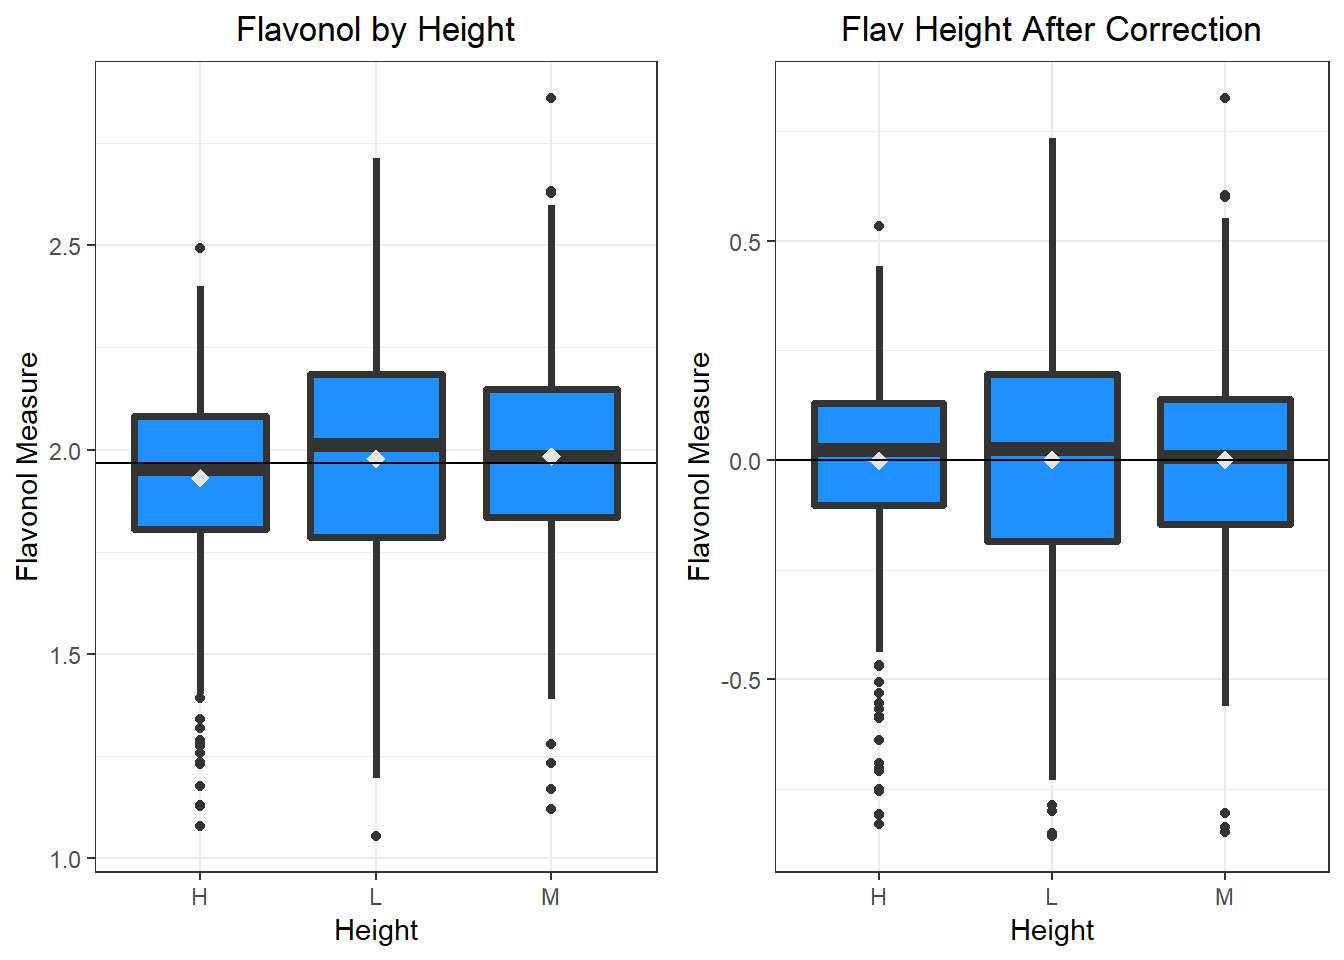 Flavonol by Height
Flavonol Measure
2.5
2.0
1.5
1.0
H L M
Height
Flav Height After Correction
Flavonol Measure
0.5
0.0
-0.5
H L M
Height